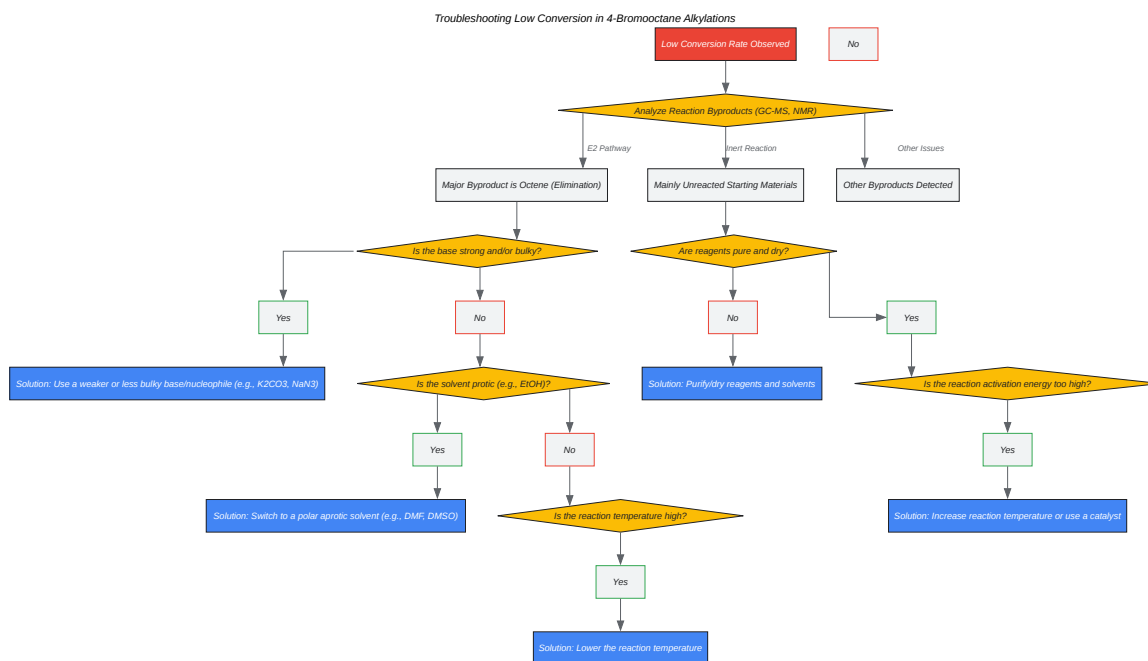 Troubleshooting Low Conversion in 4-Bromooctane Alkylations
Low Conversion Rate Observed
No
Analyze Reaction Byproducts (GC-MS, NMR)
E2 Pathway
Inert Reaction
Other Issues
Major Byproduct is Octene (Elimination)
Mainly Unreacted Starting Materials
Other Byproducts Detected
Is the base strong and/or bulky?
Are reagents pure and dry?
Yes
No
No
Yes
Solution: Use a weaker or less bulky base/nucleophile (e.g., K2CO3, NaN3)
Is the solvent protic (e.g., EtOH)?
Solution: Purify/dry reagents and solvents
Is the reaction activation energy too high?
Yes
No
Yes
Solution: Switch to a polar aprotic solvent (e.g., DMF, DMSO)
Is the reaction temperature high?
Solution: Increase reaction temperature or use a catalyst
Yes
Solution: Lower the reaction temperature